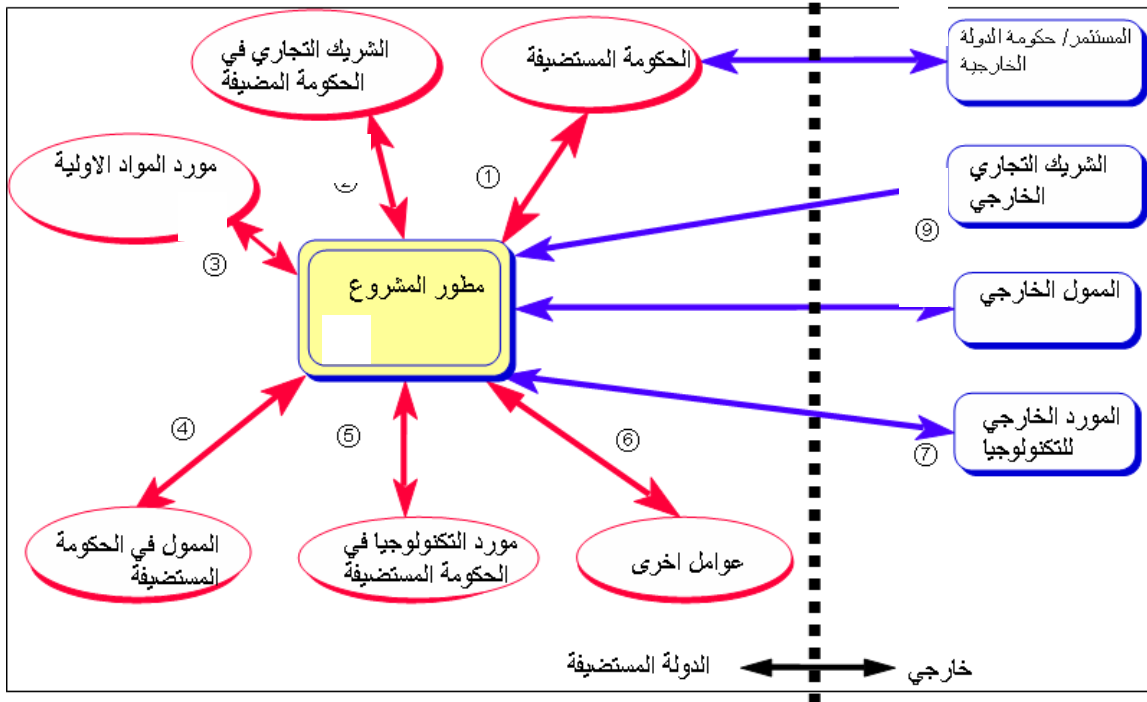 المستثمر/ حكومة الدولة
الخارجية
الحكومة المستضيفة
الشريك التجاري في
الحكومة المضيفة
الشريك التجاري
الخارجي
مورد المواد الاولية
①
⑨
③
مطور المشروع
الممول الخارجي
المورد الخارجي
للتكنولوجيا
⑦
④
⑤
⑥
الممول في الحكومة
المستضيفة
مورد التكنولوجيا في
الحكومة المستضيفة
عوامل اخرى
خارجي
الدولة المستضيفة